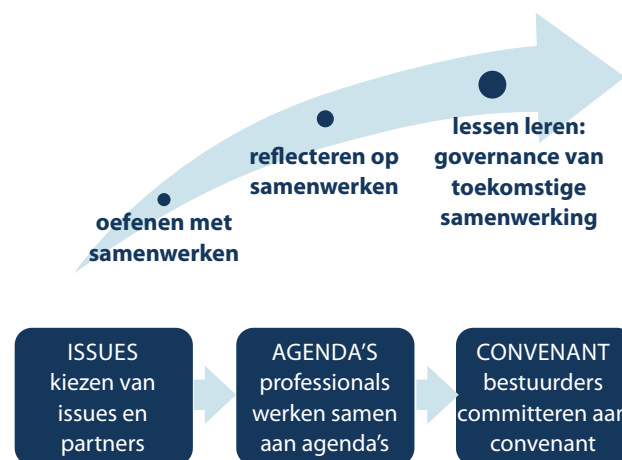 oefenen met
samenwerken
reflecteren op
samenwerken
lessen leren:
governance van
toekomstige
samenwerking
ISSUES
kiezen van
issues en
partners
AGENDA’S
professionals
werken samen
aan agenda’s
CONVENANT
bestuurders
committeren aan
convenant